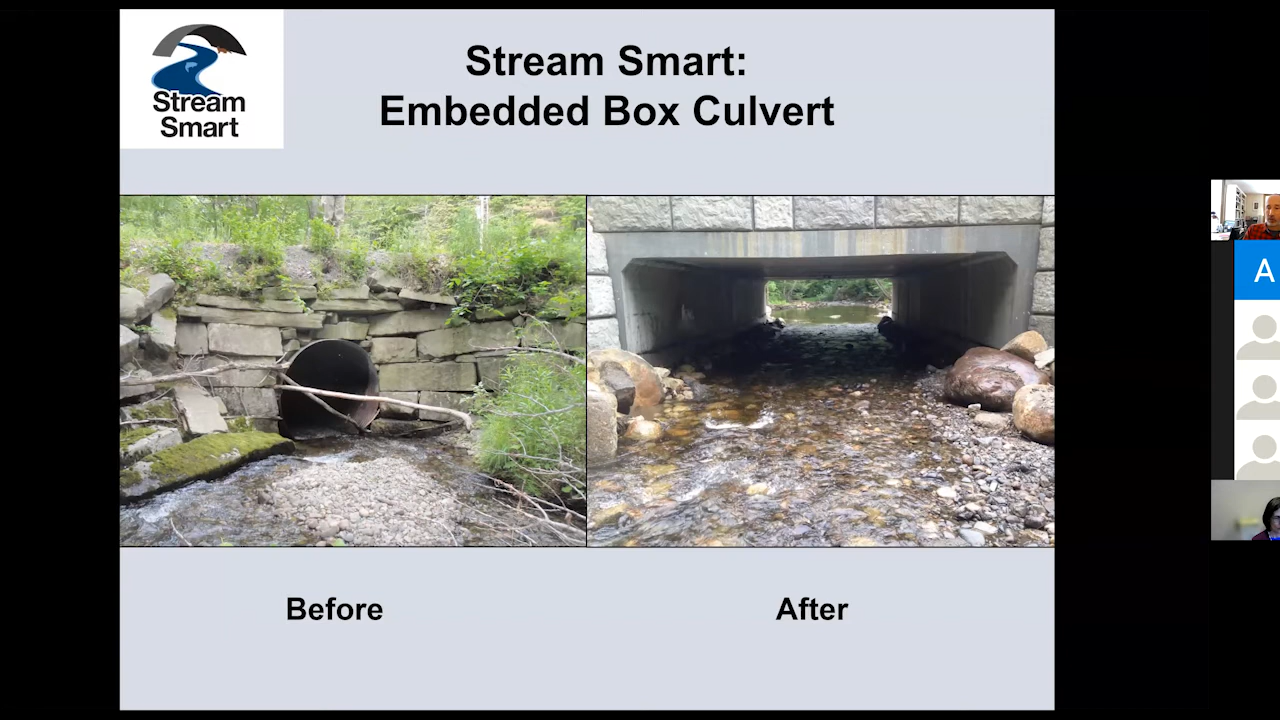 Stream
Smart
Stream Smart:
Embedded Box Culvert
Before
After
A